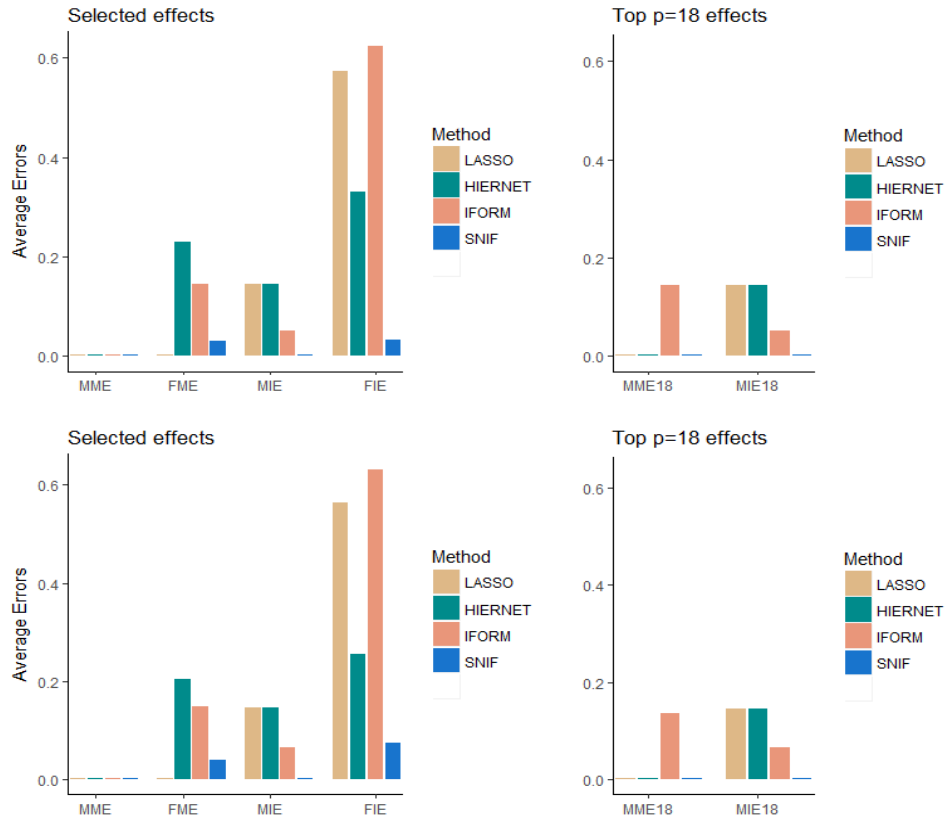 Selected effects
Average Errors
0.6
0.4
0.2
0.0
MME
FME
MIE
FIE
Method
LASSO
HIERNET
IFORM
SNIF
Top p=18 effects
0.6
0.4
0.2
0.0
MME18
MIE18
Method
LASSO
HIERNET
IFORM
SNIF
Selected effects
Average Errors
0.6
0.4
0.2
0.0
MME
FME
MIE
FIE
Method
LASSO
HIERNET
IFORM
SNIF
Top p=18 effects
0.6
0.4
0.2
0.0
MME18
MIE18
Method
LASSO
HIERNET
IFORM
SNIF